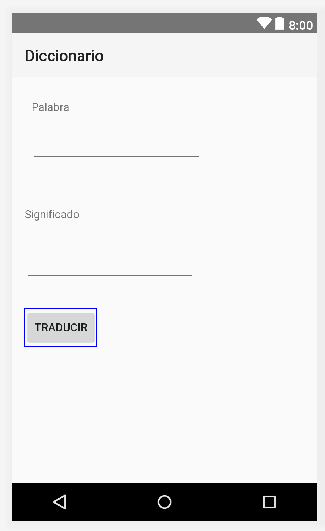 8:00
Diccionario
Palabra
Significado
TRADUCIR